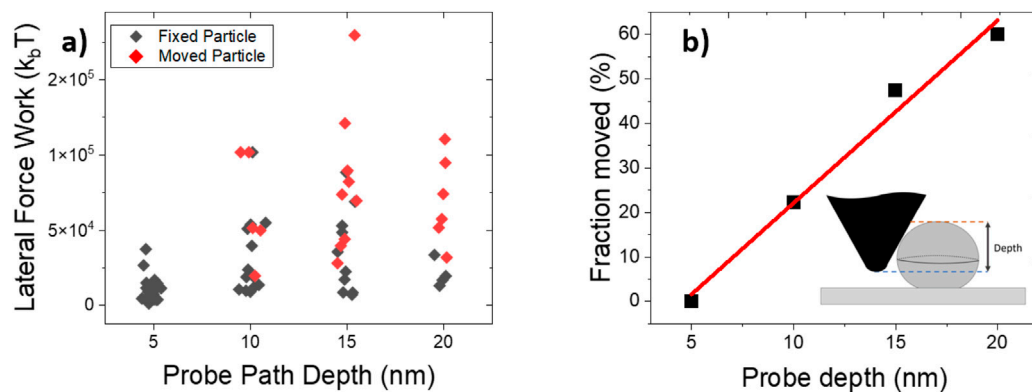 a)
Fixed Particle
Moved Particle
Lateral Force Work (k_bT)
2×10⁵
1×10⁵
5×10⁴
0
5 10 15 20
Probe Path Depth (nm)
b)
Fraction moved (%)
60
50
40
30
20
10
0
Depth
5 10 15 20
Probe depth (nm)